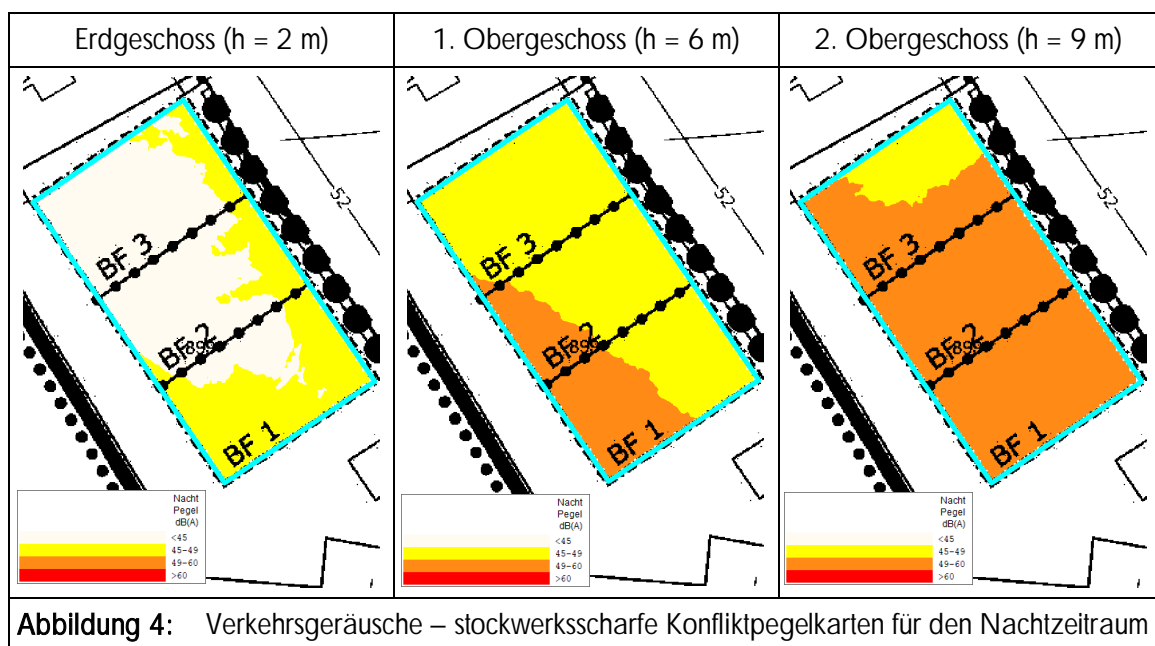 Erdgeschoss (h = 2 m)
1. Obergeschoss (h = 6 m)
2. Obergeschoss (h = 9 m)
52
BF 3
BF 2
899
BF 1
Nacht
Pegel
dB(A)
<45
45-49
49-60
>60
52
BF 3
BF 2
899
BF 1
Nacht
Pegel
dB(A)
<45
45-49
49-60
>60
52
BF 3
BF 2
899
BF 1
Nacht
Pegel
dB(A)
<45
45-49
49-60
>60
Abbildung 4: Verkehrsgeräusche – stockwerksscharfe Konfliktpegelkarten für den Nachtzeitraum